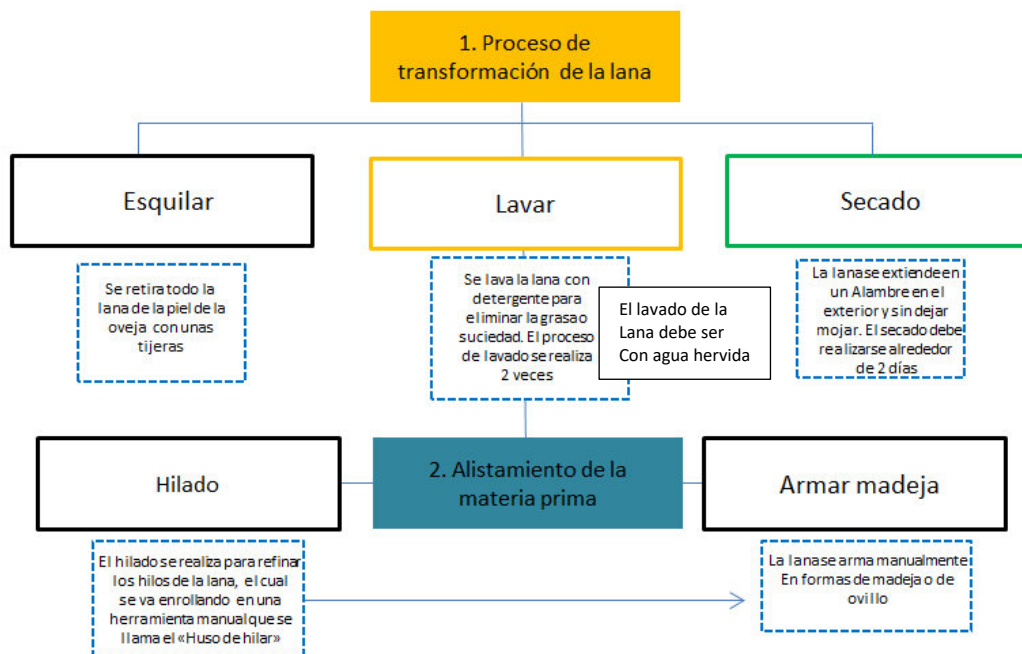 1. Proceso de
transformación de la lana
Esquilar
Lavar
Secado
Se retira todo la
lana de la piel de la
oveja con unas
tijeras
Se lava la lana con
detergente para
eliminar la grasa o
suciedad. El proceso
de lavado se realiza
2 veces
El lavado de la
Lana debe ser
Con agua hervida
La lana se extiende en
un Alambre en el
exterior y sin dejar
mojar. El secado debe
realizarse alrededor
de 2 días
Hilado
2. Alistamiento de la
materia prima
Armar madeja
El hilado se realiza para refinar
los hilos de la lana, el cual
se va enrollando en una
herramienta manual que se
llama el «Huso de hilar»
La lana se arma manualmente
En formas de madeja o de
ovillo